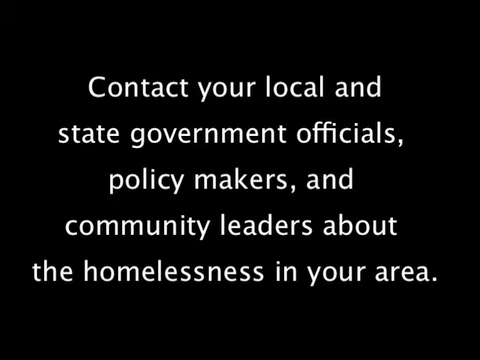 Contact your local and
state government officials,
policy makers, and
community leaders about
the homelessness in your area.